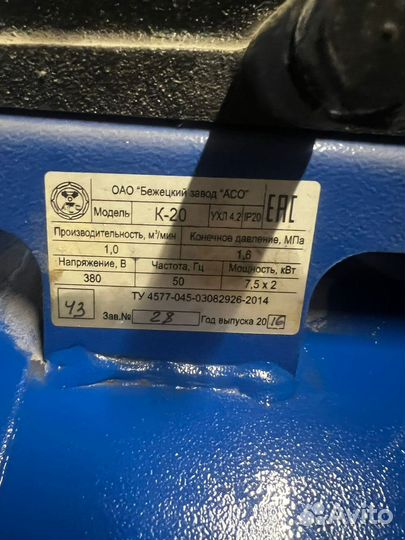 ОАО "Бежецкий завод "АСО"
Модель К-20 УХЛ 4.2 IP20 ЕАС
Производительность, м³/мин Конечное давление, МПа
1,0 1,6
Напряжение, В Частота, Гц Мощность, кВт
380 50 7,5 x 2
ТУ 4577-045-03082926-2014
43 Зав.№ 28 Год выпуска 2016
Avito